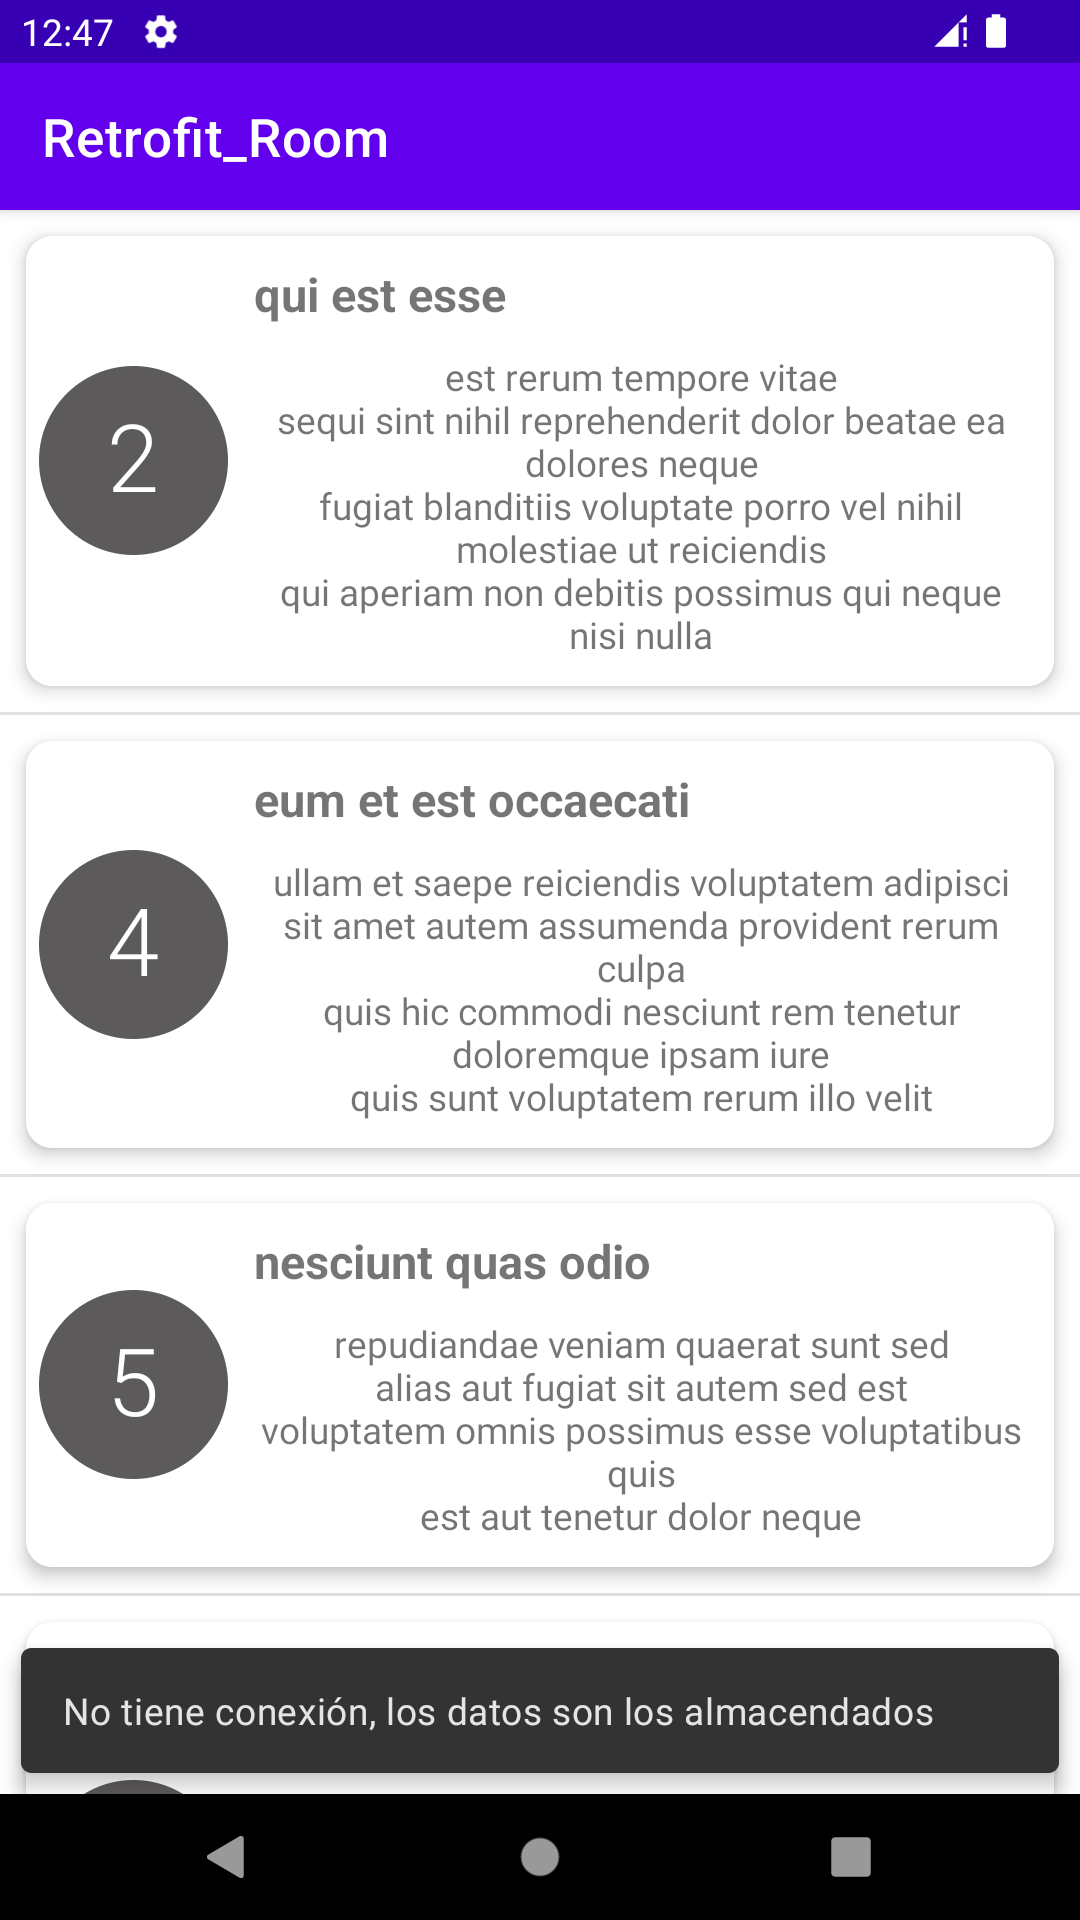 12:47
Retrofit_Room
qui est esse
2
est rerum tempore vitae
sequi sint nihil reprehenderit dolor beatae ea
dolores neque
fugiat blanditiis voluptate porro vel nihil
molestiae ut reiciendis
qui aperiam non debitis possimus qui neque
nisi nulla
eum et est occaecati
4
ullam et saepe reiciendis voluptatem adipisci
sit amet autem assumenda provident rerum
culpa
quis hic commodi nesciunt rem tenetur
doloremque ipsam iure
quis sunt voluptatem rerum illo velit
nesciunt quas odio
5
repudiandae veniam quaerat sunt sed
alias aut fugiat sit autem sed est
voluptatem omnis possimus esse voluptatibus
quis
est aut tenetur dolor neque
No tiene conexión, los datos son los almacendados